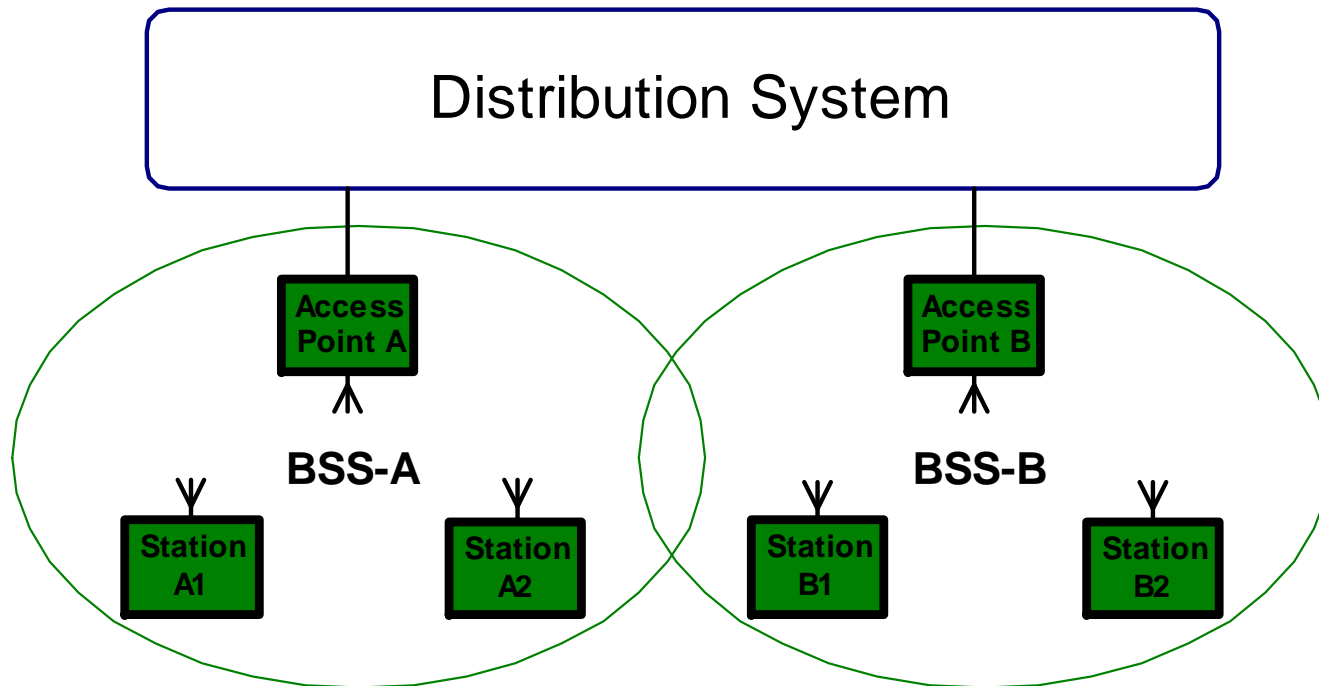 Distribution System
Access
Point A
Access
Point B
BSS-A
BSS-B
Station
A1
Station
A2
Station
B1
Station
B2